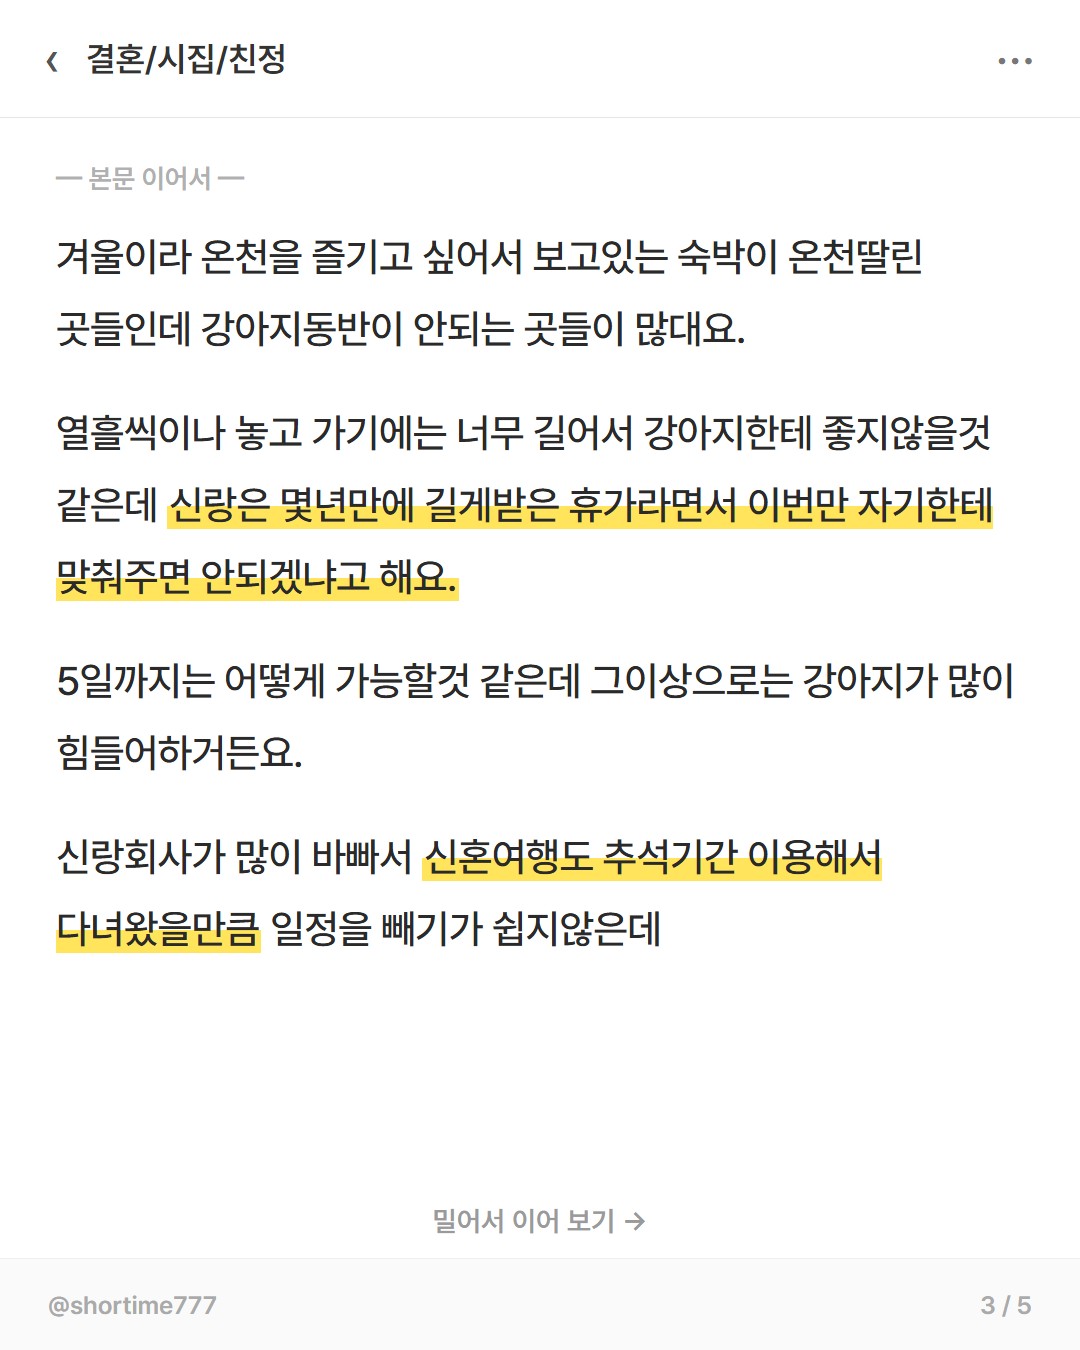 결혼/시집/친정
— 본문 이어서 —
겨울이라 온천을 즐기고 싶어서 보고있는 숙박이 온천딸린
곳들인데 강아지동반이 안되는 곳들이 많대요.
열흘씩이나 놓고 가기에는 너무 길어서 강아지한테 좋지않을것
같은데 신랑은 몇년만에 길게받은 휴가라면서 이번만 자기한테
맞춰주면 안되겠냐고 해요.
5일까지는 어떻게 가능할것 같은데 그이상으로는 강아지가 많이
힘들어하거든요.
신랑회사가 많이 바빠서 신혼여행도 추석기간 이용해서
다녀왔을만큼 일정을 빼기가 쉽지않은데
밀어서 이어 보기 →
@shortime777
3 / 5